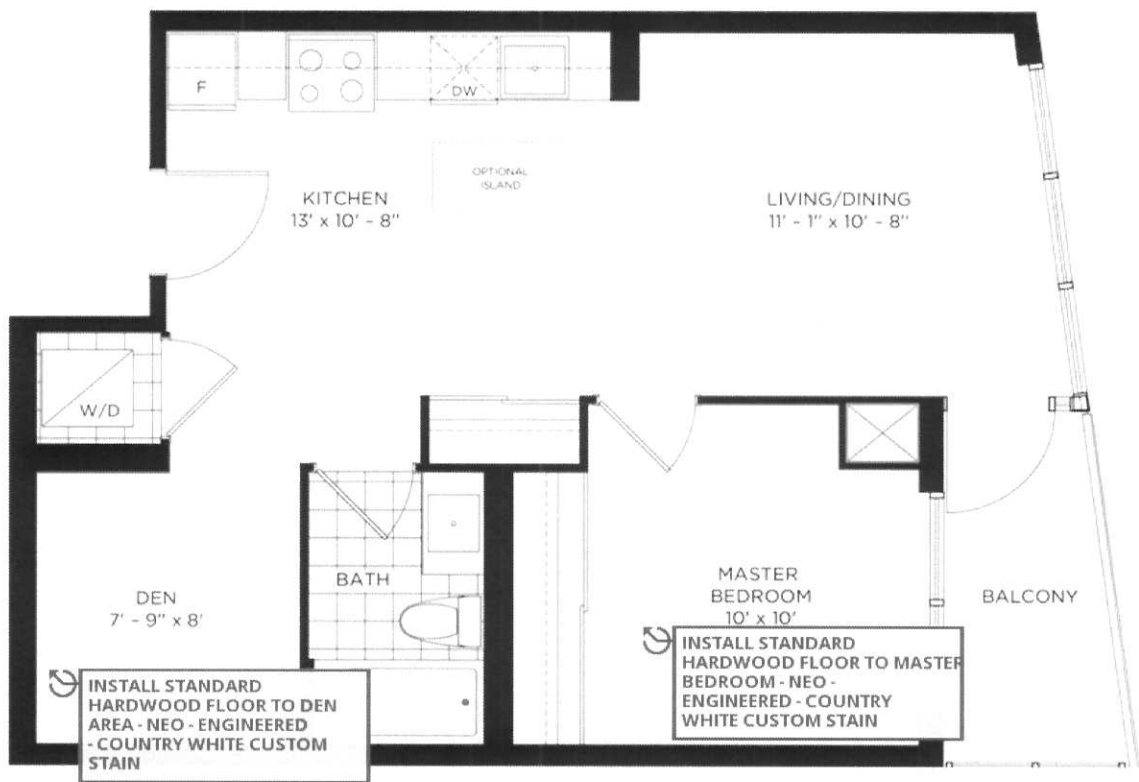 F
DW
OPTIONAL
ISLAND
KITCHEN
13' x 10' - 8"
LIVING/DINING
11' - 1" x 10' - 8"
W/D
BATH
DEN
7' - 9" x 8'
MASTER
BEDROOM
10' x 10'
BALCONY
INSTALL STANDARD
HARDWOOD FLOOR TO DEN
AREA - NEO - ENGINEERED
- COUNTRY WHITE CUSTOM
STAIN
INSTALL STANDARD
HARDWOOD FLOOR TO MASTER
BEDROOM - NEO -
ENGINEERED - COUNTRY
WHITE CUSTOM STAIN